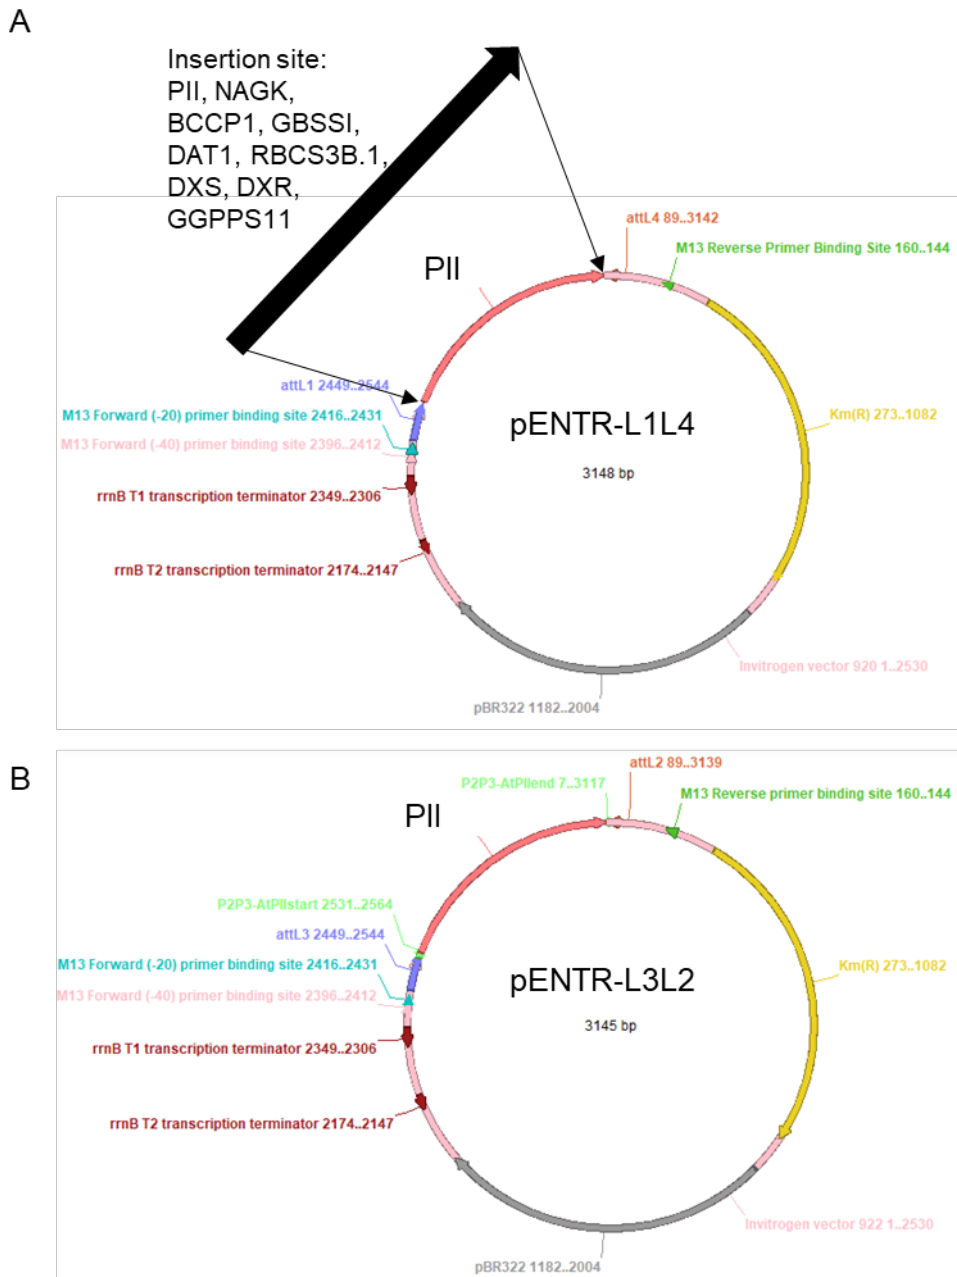 A
Insertion site:
PII, NAGK,
BCCP1, GBSSI,
DAT1, RBCS3B.1,
DXS, DXR,
GGPPS11
attL4 89..3142
M13 Reverse Primer Binding Site 160..144
PII
attL1 2449..2544
M13 Forward (-20) primer binding site 2416..2431
M13 Forward (-40) primer binding site 2396..2412
pENTR-L1L4
Km(R) 273..1082
3148 bp
rrnB T1 transcription terminator 2349..2306
rrnB T2 transcription terminator 2174..2147
Invitrogen vector 920 1..2530
pBR322 1182..2004
B
attL2 89..3139
P2P3-AtPIIend 7..3117
M13 Reverse primer binding site 160..144
PII
P2P3-AtPIIstart 2531..2564
attL3 2449..2544
M13 Forward (-20) primer binding site 2416..2431
M13 Forward (-40) primer binding site 2396..2412
pENTR-L3L2
Km(R) 273..1082
3145 bp
rrnB T1 transcription terminator 2349..2306
rrnB T2 transcription terminator 2174..2147
Invitrogen vector 922 1..2530
pBR322 1182..2004